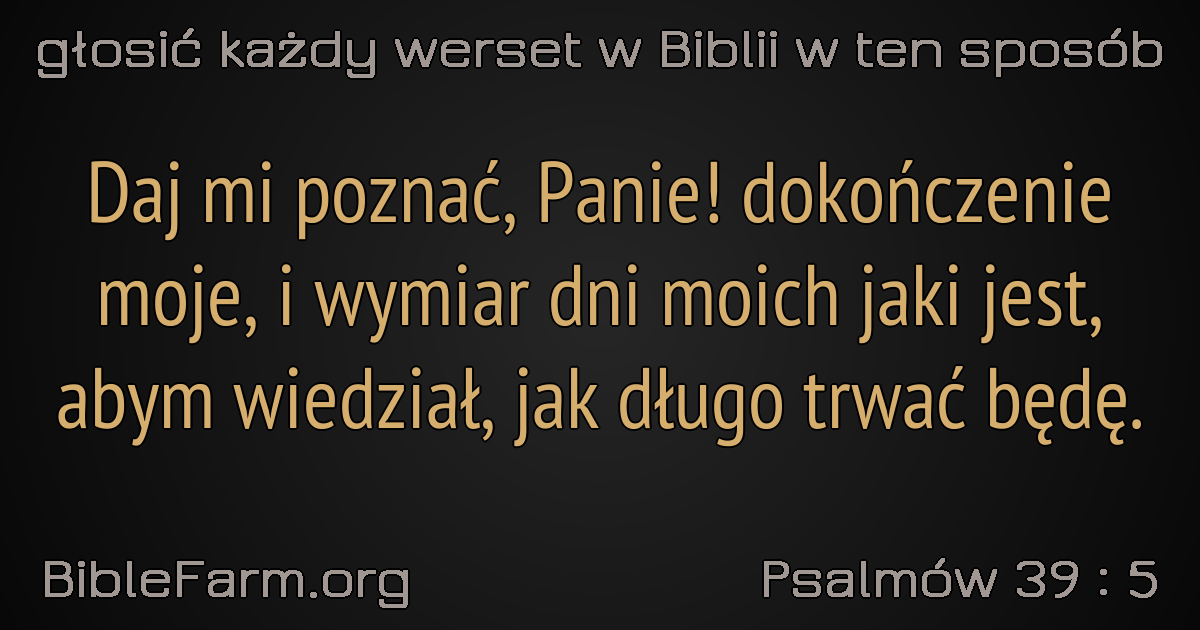 głosić każdy werset w Biblii w ten sposób
Daj mi poznać, Panie! dokończenie
moje, i wymiar dni moich jaki jest,
abym wiedział, jak długo trwać będę.
BibleFarm.org
Psalmów 39 : 5